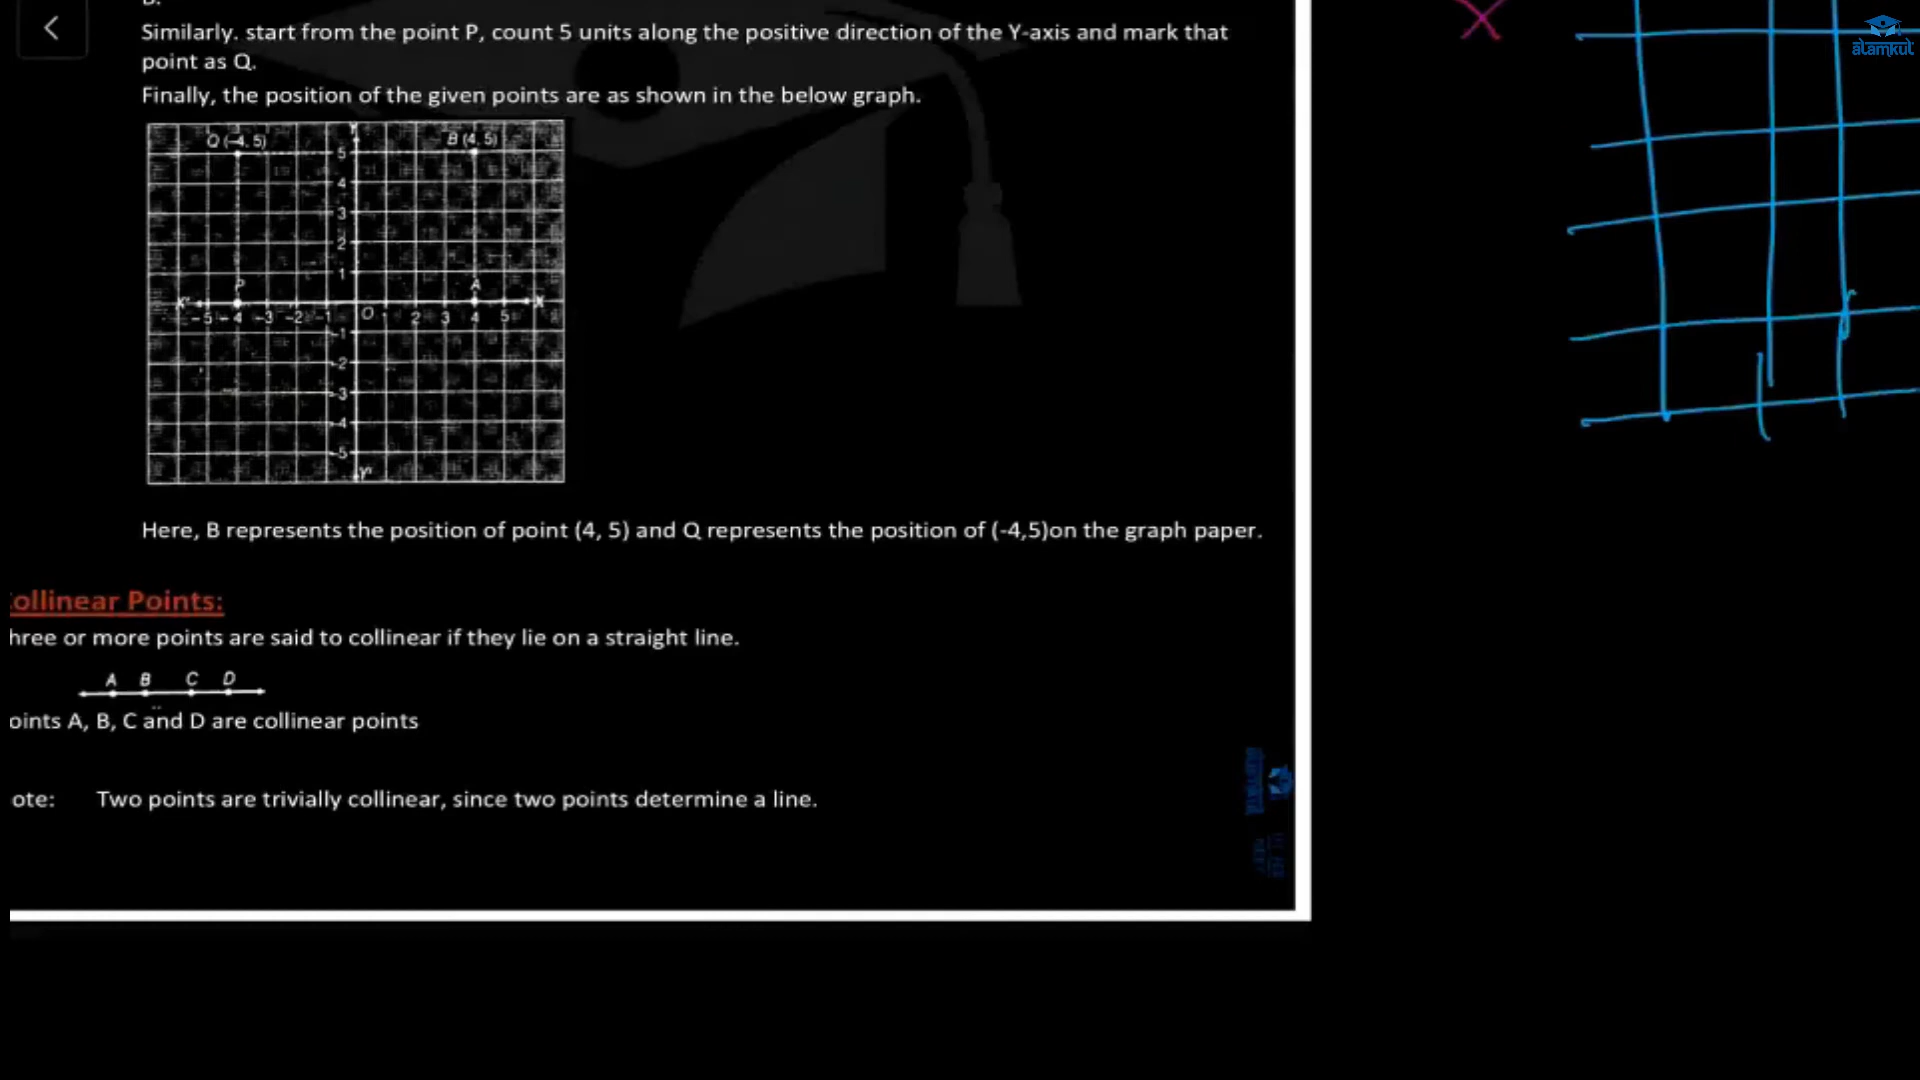 Similarly. start from the point P, count 5 units along the positive direction of the Y-axis and mark that
point as Q.
Finally, the position of the given points are as shown in the below graph.
Q (-4, 5) B (4, 5)
5
4
3
2
1
P A
X' X
-5 -4 -3 -2 -1 O 2 3 4 5
-1
-2
-3
-4
-5
Y'
Here, B represents the position of point (4, 5) and Q represents the position of (-4,5)on the graph paper.
ollinear Points:
hree or more points are said to collinear if they lie on a straight line.
A B C D
oints A, B, C and D are collinear points
ote: Two points are trivially collinear, since two points determine a line.
alamkul